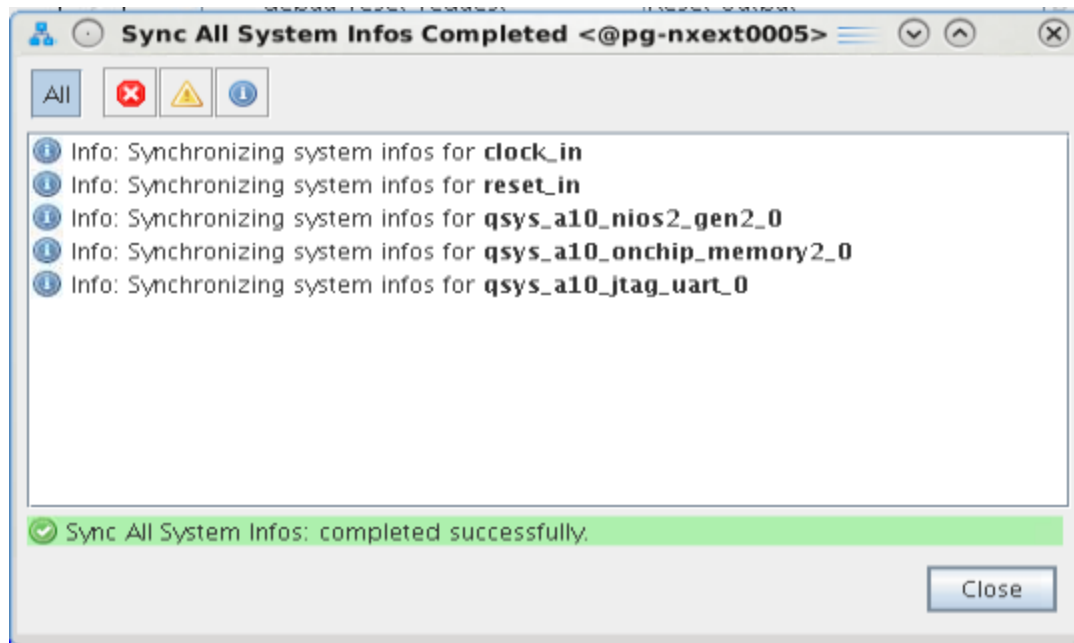 Sync All System Infos Completed <@pg-nxext0005>
All
Info: Synchronizing system infos for clock_in
Info: Synchronizing system infos for reset_in
Info: Synchronizing system infos for qsys_a10_nios2_gen2_0
Info: Synchronizing system infos for qsys_a10_onchip_memory2_0
Info: Synchronizing system infos for qsys_a10_jtag_uart_0
Sync All System Infos: completed successfully.
Close